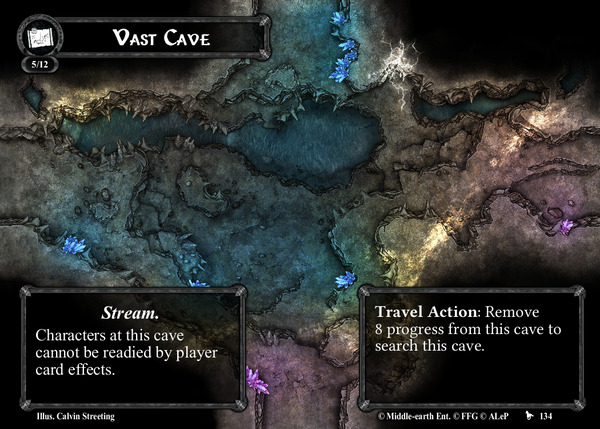 Vast Cave
5/12
Stream.
Characters at this cave
cannot be readied by player
card effects.
Travel Action: Remove
8 progress from this cave to
search this cave.
Illus. Calvin Streeting
© Middle-earth Ent. © FFG © ALeP
134